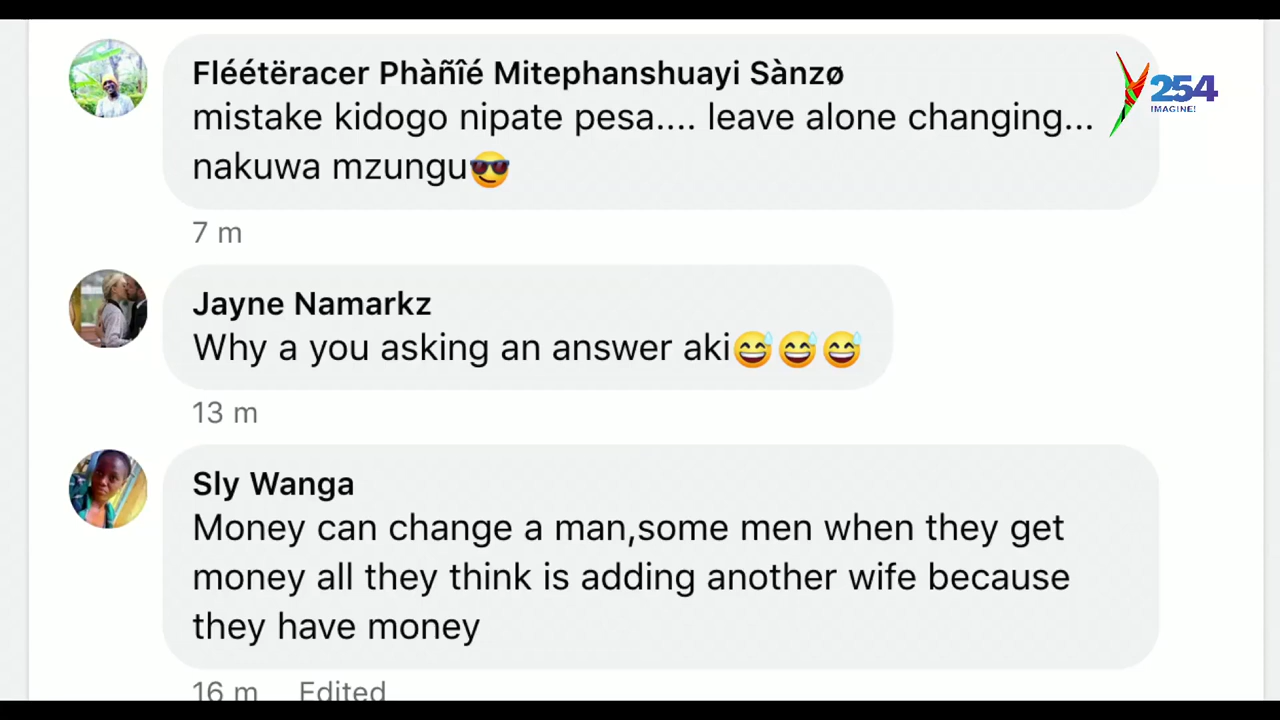 Fléétëracer Phàñîé Mitephanshuayi Sànzø
mistake kidogo nipate pesa.... leave alone changing...
nakuwa mzungu😎
7 m
Jayne Namarkz
Why a you asking an answer aki😅😅😅
13 m
Sly Wanga
Money can change a man,some men when they get
money all they think is adding another wife because
they have money
16 m Edited
Y254
IMAGINE!